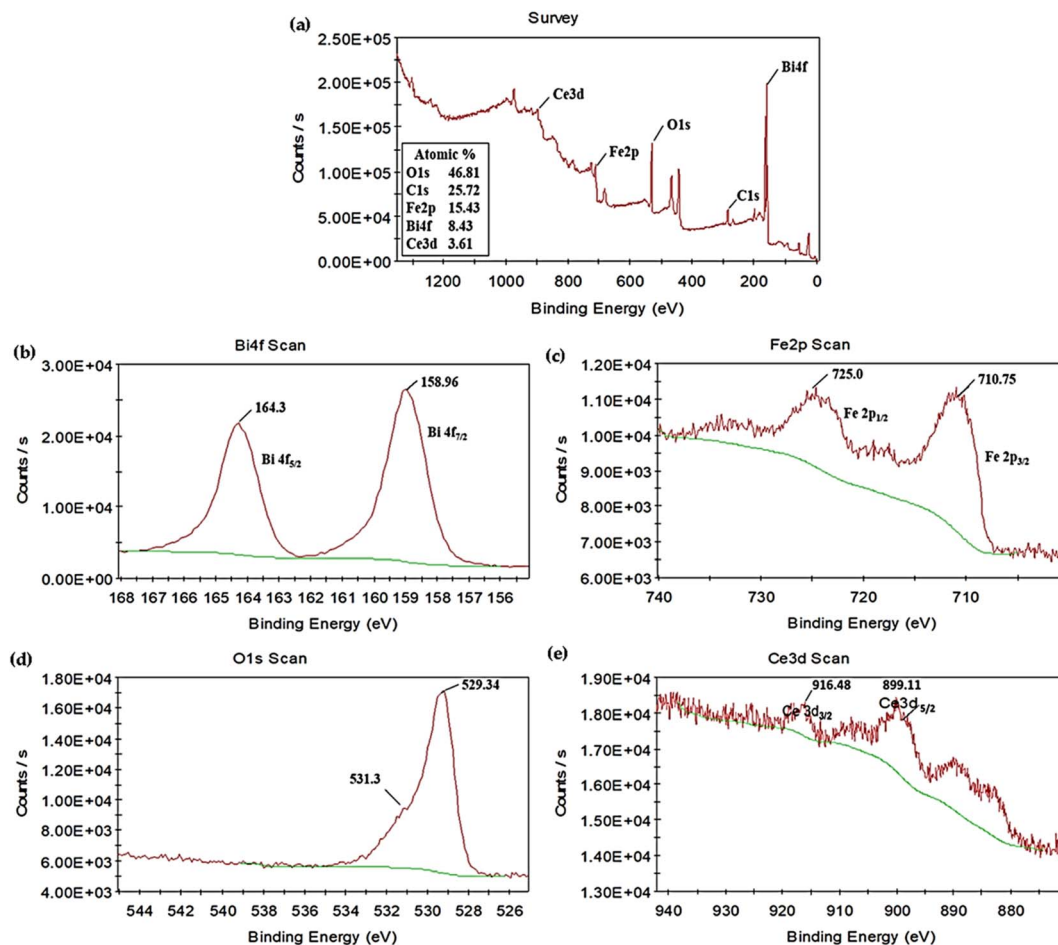 (a)
Survey
2.50E+05
2.00E+05
1.50E+05
1.00E+05
5.00E+04
0.00E+00
Counts / s
Ce3d
Fe2p
O1s
C1s
Bi4f
Atomic %
O1s 46.81
C1s 25.72
Fe2p 15.43
Bi4f 8.43
Ce3d 3.61
1200 1000 800 600 400 200 0
Binding Energy (eV)
(b)
Bi4f Scan
3.00E+04
2.00E+04
1.00E+04
0.00E+00
Counts / s
164.3
Bi 4f5/2
158.96
Bi 4f7/2
168 167 166 165 164 163 162 161 160 159 158 157 156
Binding Energy (eV)
(c)
Fe2p Scan
1.20E+04
1.10E+04
1.00E+04
9.00E+03
8.00E+03
7.00E+03
6.00E+03
Counts / s
725.0
Fe 2p1/2
710.75
Fe 2p3/2
740 730 720 710
Binding Energy (eV)
(d)
O1s Scan
1.80E+04
1.60E+04
1.40E+04
1.20E+04
1.00E+04
8.00E+03
6.00E+03
4.00E+03
Counts / s
529.34
531.3
544 542 540 538 536 534 532 530 528 526
Binding Energy (eV)
(e)
Ce3d Scan
1.90E+04
1.80E+04
1.70E+04
1.60E+04
1.50E+04
1.40E+04
1.30E+04
Counts / s
916.48
Ce 3d3/2
899.11
Ce3d 5/2
940 930 920 910 900 890 880
Binding Energy (eV)